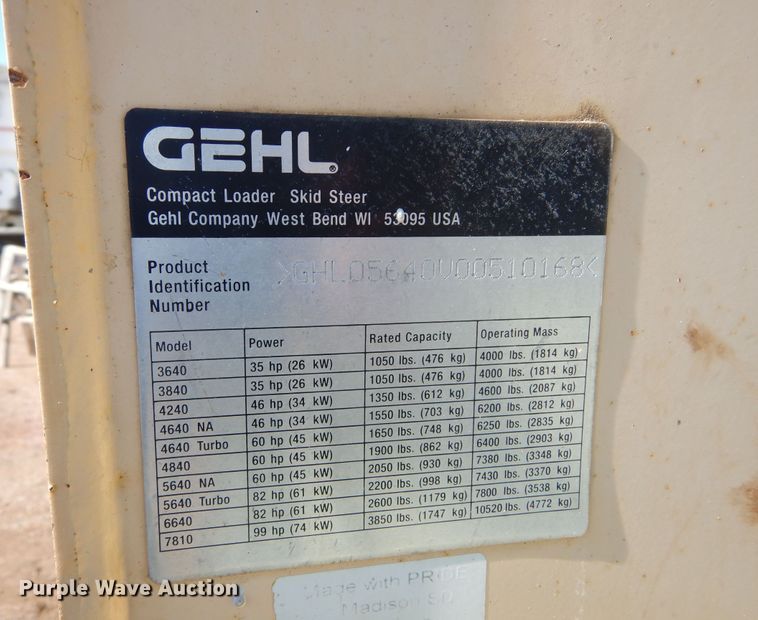 GEHL®
Compact Loader Skid Steer
Gehl Company West Bend WI 53095 USA
Product
Identification
Number
>GHL05640V00510168<
Model Power Rated Capacity Operating Mass
3640 35 hp (26 kW) 1050 lbs. (476 kg) 4000 lbs. (1814 kg)
3840 35 hp (26 kW) 1050 lbs. (476 kg) 4000 lbs. (1814 kg)
4240 46 hp (34 kW) 1350 lbs. (612 kg) 4600 lbs. (2087 kg)
4640 NA 46 hp (34 kW) 1550 lbs. (703 kg) 6200 lbs. (2812 kg)
4640 Turbo 60 hp (45 kW) 1650 lbs. (748 kg) 6250 lbs. (2835 kg)
4840 60 hp (45 kW) 1900 lbs. (862 kg) 6400 lbs. (2903 kg)
5640 NA 60 hp (45 kW) 2050 lbs. (930 kg) 7380 lbs. (3348 kg)
5640 Turbo 82 hp (61 kW) 2200 lbs. (998 kg) 7430 lbs. (3370 kg)
6640 82 hp (61 kW) 2600 lbs. (1179 kg) 7800 lbs. (3538 kg)
7810 99 hp (74 kW) 3850 lbs. (1747 kg) 10520 lbs. (4772 kg)
Made with PRIDE
Madison SD
Purple Wave Auction